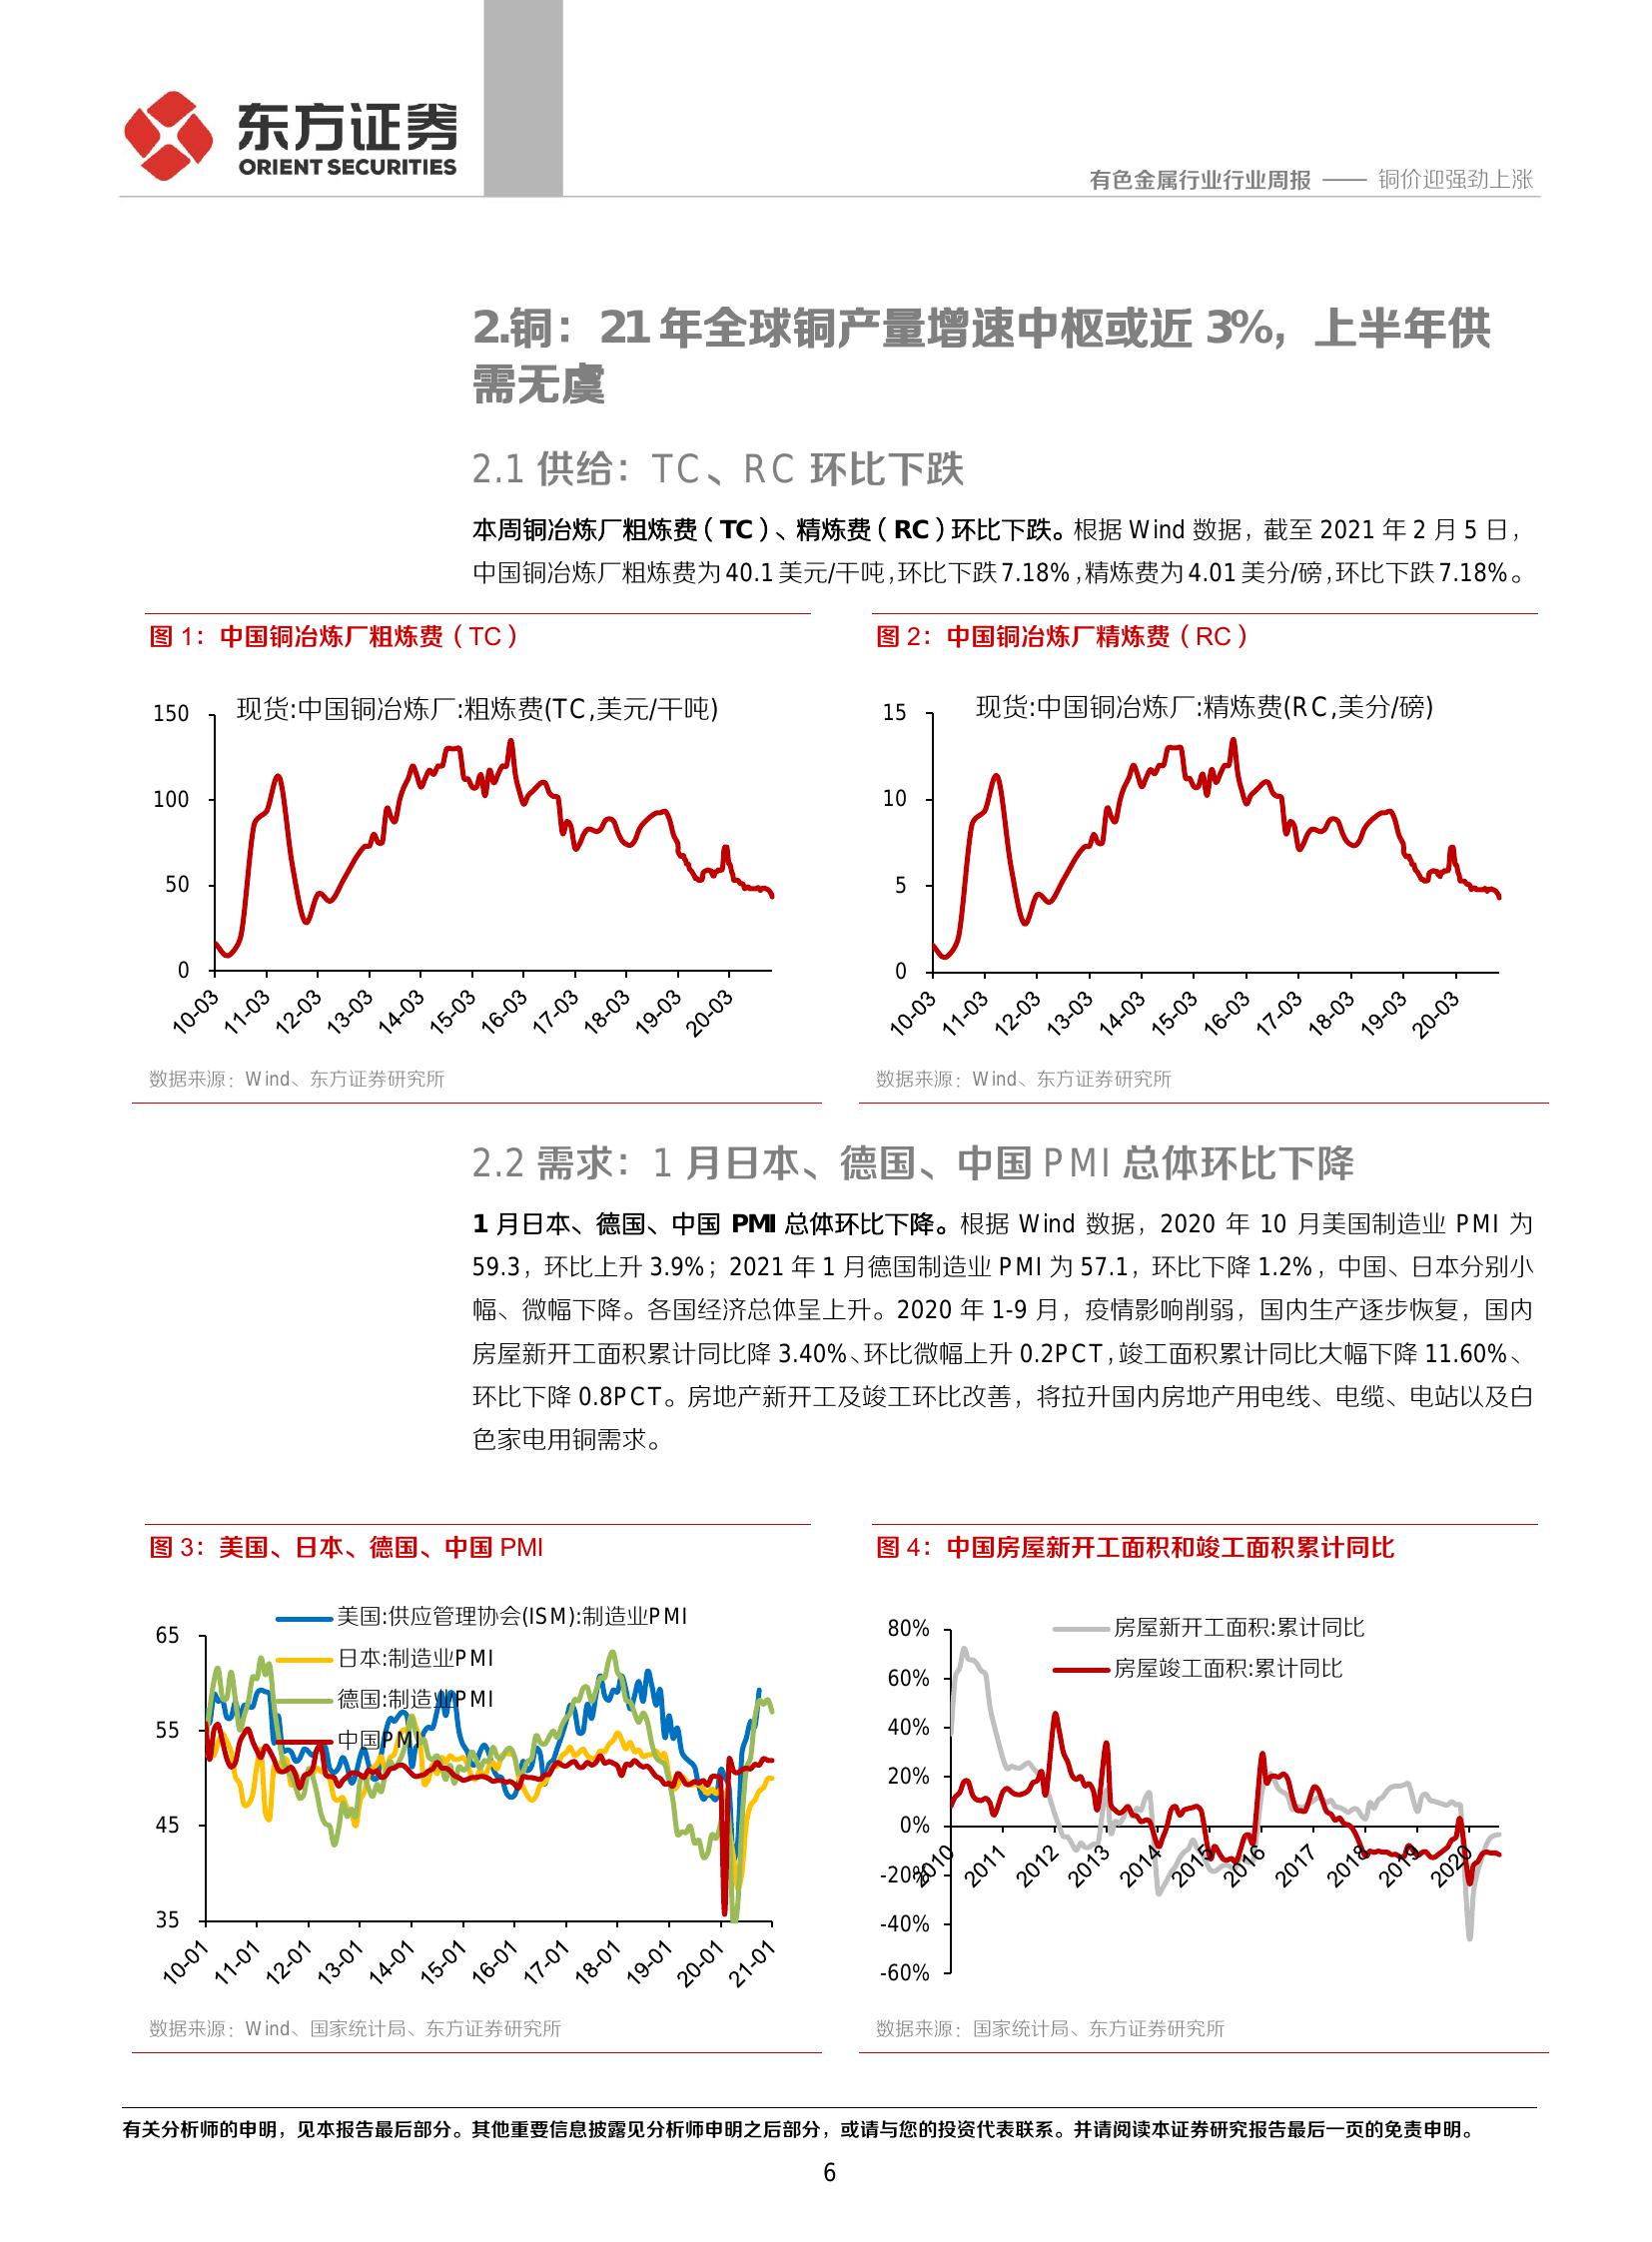 东方证券
ORIENT SECURITIES
有色金属行业行业周报 —— 铜价迎强劲上涨
2.铜：21年全球铜产量增速中枢或近 3%，上半年供
需无虞
2.1 供给：TC、RC 环比下跌
本周铜冶炼厂粗炼费（TC）、精炼费（RC）环比下跌。根据 Wind 数据，截至 2021 年 2 月 5 日，
中国铜冶炼厂粗炼费为 40.1 美元/干吨，环比下跌 7.18%，精炼费为 4.01 美分/磅，环比下跌 7.18%。
图 1：中国铜冶炼厂粗炼费（TC）
现货:中国铜冶炼厂:粗炼费(TC,美元/干吨)
150
100
50
0
10-03 11-03 12-03 13-03 14-03 15-03 16-03 17-03 18-03 19-03 20-03
数据来源：Wind、东方证券研究所
图 2：中国铜冶炼厂精炼费（RC）
现货:中国铜冶炼厂:精炼费(RC,美分/磅)
15
10
5
0
10-03 11-03 12-03 13-03 14-03 15-03 16-03 17-03 18-03 19-03 20-03
数据来源：Wind、东方证券研究所
2.2 需求：1 月日本、德国、中国 PMI 总体环比下降
1 月日本、德国、中国 PMI 总体环比下降。根据 Wind 数据，2020 年 10 月美国制造业 PMI 为
59.3，环比上升 3.9%；2021 年 1 月德国制造业 PMI 为 57.1，环比下降 1.2%，中国、日本分别小
幅、微幅下降。各国经济总体呈上升。2020 年 1-9 月，疫情影响削弱，国内生产逐步恢复，国内
房屋新开工面积累计同比降 3.40%、环比微幅上升 0.2PCT，竣工面积累计同比大幅下降 11.60%、
环比下降 0.8PCT。房地产新开工及竣工环比改善，将拉升国内房地产用电线、电缆、电站以及白
色家电用铜需求。
图 3：美国、日本、德国、中国 PMI
美国:供应管理协会(ISM):制造业PMI
日本:制造业PMI
德国:制造业PMI
中国PMI
65
55
45
35
10-01 11-01 12-01 13-01 14-01 15-01 16-01 17-01 18-01 19-01 20-01 21-01
数据来源：Wind、国家统计局、东方证券研究所
图 4：中国房屋新开工面积和竣工面积累计同比
房屋新开工面积:累计同比
房屋竣工面积:累计同比
80%
60%
40%
20%
0%
-20%
-40%
-60%
2010 2011 2012 2013 2014 2015 2016 2017 2018 2019 2020
数据来源：国家统计局、东方证券研究所
有关分析师的申明，见本报告最后部分。其他重要信息披露见分析师申明之后部分，或请与您的投资代表联系。并请阅读本证券研究报告最后一页的免责申明。
6